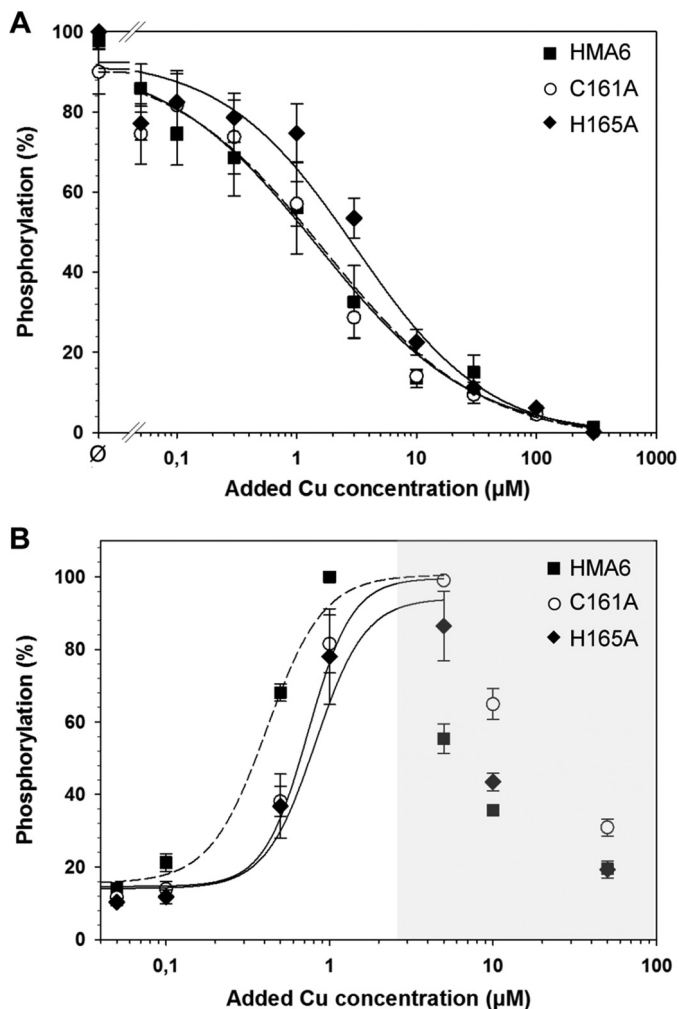 A
HMA6
C161A
H165A
Phosphorylation (%)
100
80
60
40
20
0
Ø
0,1
1
10
100
1000
Added Cu concentration (µM)
B
HMA6
C161A
H165A
Phosphorylation (%)
100
80
60
40
20
0
0,1
1
10
100
Added Cu concentration (µM)